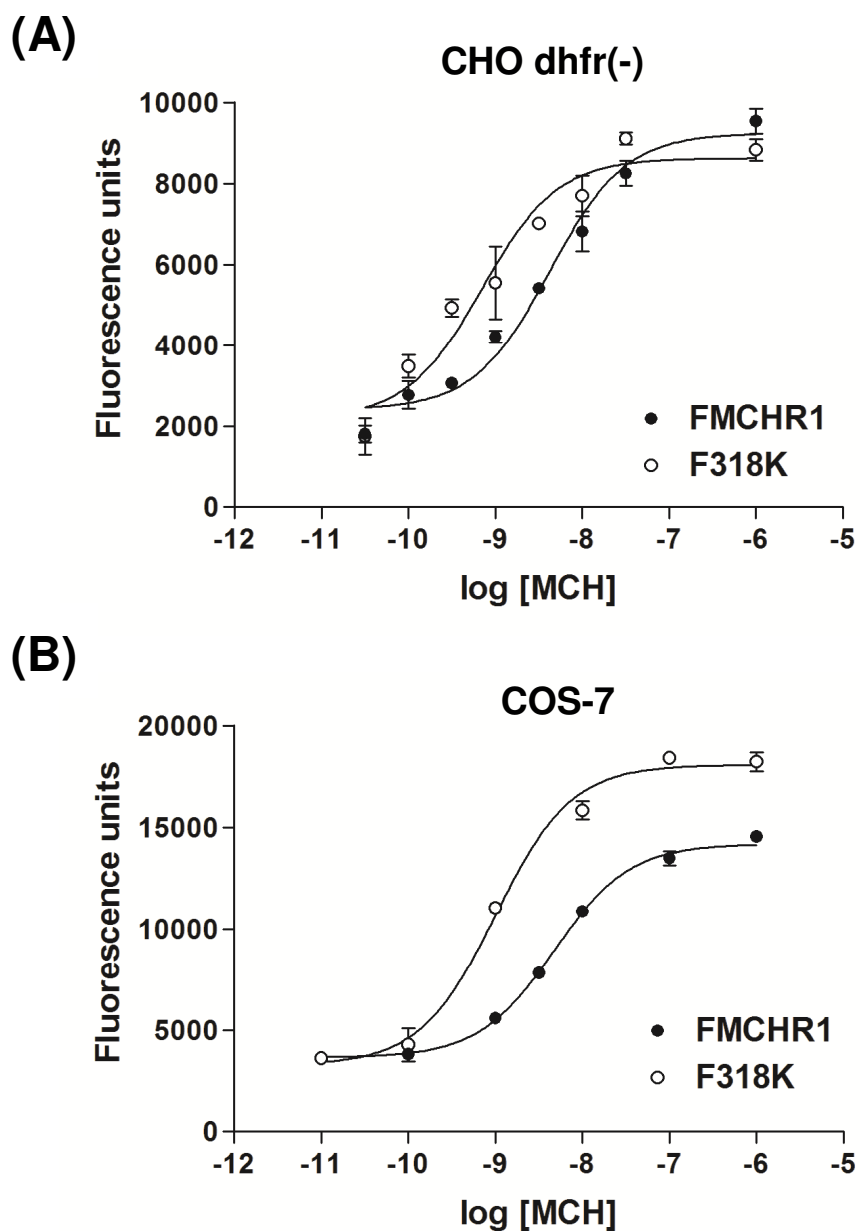 (A)
CHO dhfr(-)
10000
8000
6000
4000
2000
0
Fluorescence units
FMCHR1
F318K
-12 -11 -10 -9 -8 -7 -6 -5
log [MCH]
(B)
COS-7
20000
15000
10000
5000
0
Fluorescence units
FMCHR1
F318K
-12 -11 -10 -9 -8 -7 -6 -5
log [MCH]